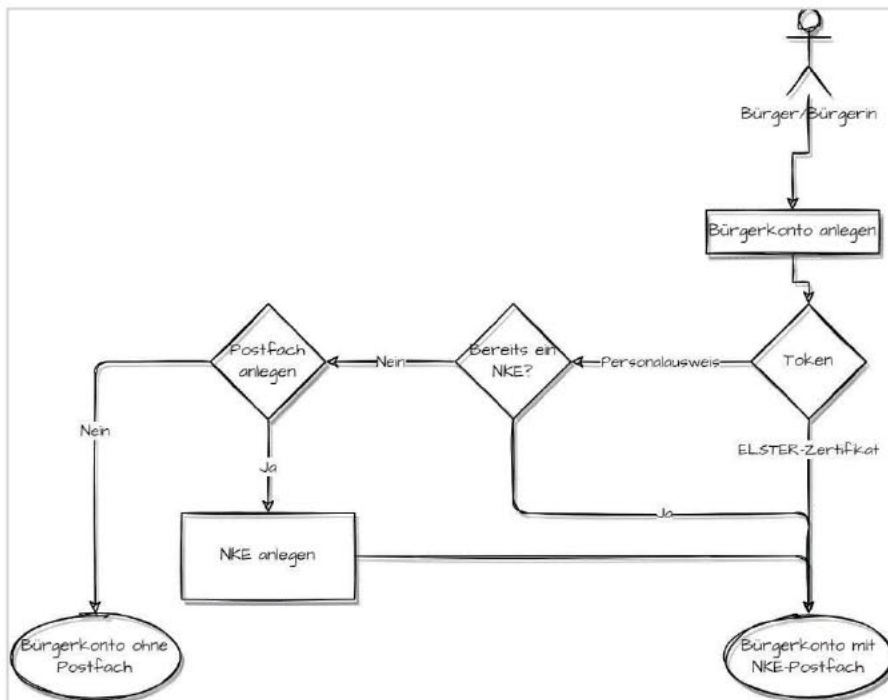 Bürger/Bürgerin
Bürgerkonto anlegen
Postfach
anlegen
Nein
Bereits ein
NKE?
Personalausweis
Token
Nein
ELSTER-Zertifikat
Ja
Ja
NKE anlegen
Bürgerkonto ohne
Postfach
Bürgerkonto mit
NKE-Postfach